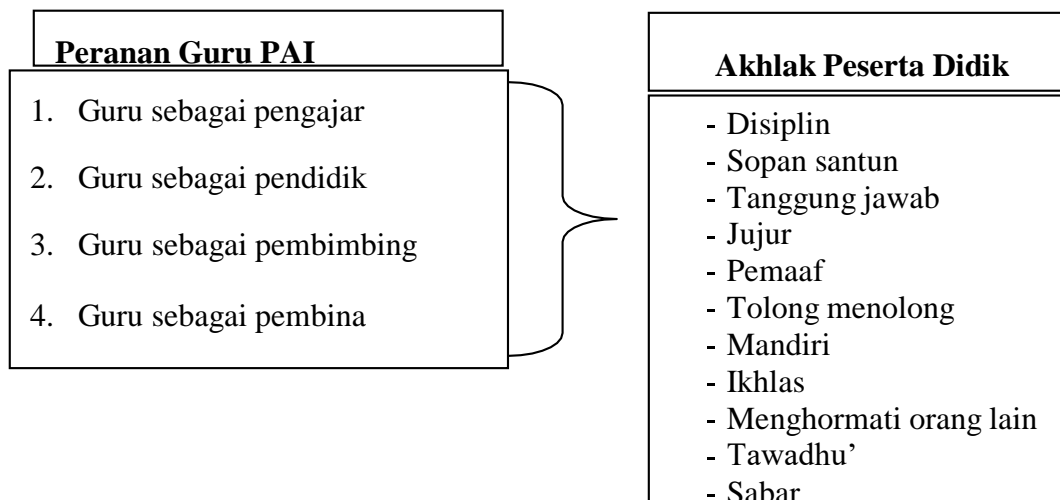 Peranan Guru PAI
1. Guru sebagai pengajar
2. Guru sebagai pendidik
3. Guru sebagai pembimbing
4. Guru sebagai pembina
Akhlak Peserta Didik
- Disiplin
- Sopan santun
- Tanggung jawab
- Jujur
- Pemaaf
- Tolong menolong
- Mandiri
- Ikhlas
- Menghormati orang lain
- Tawadhu’
- Sabar